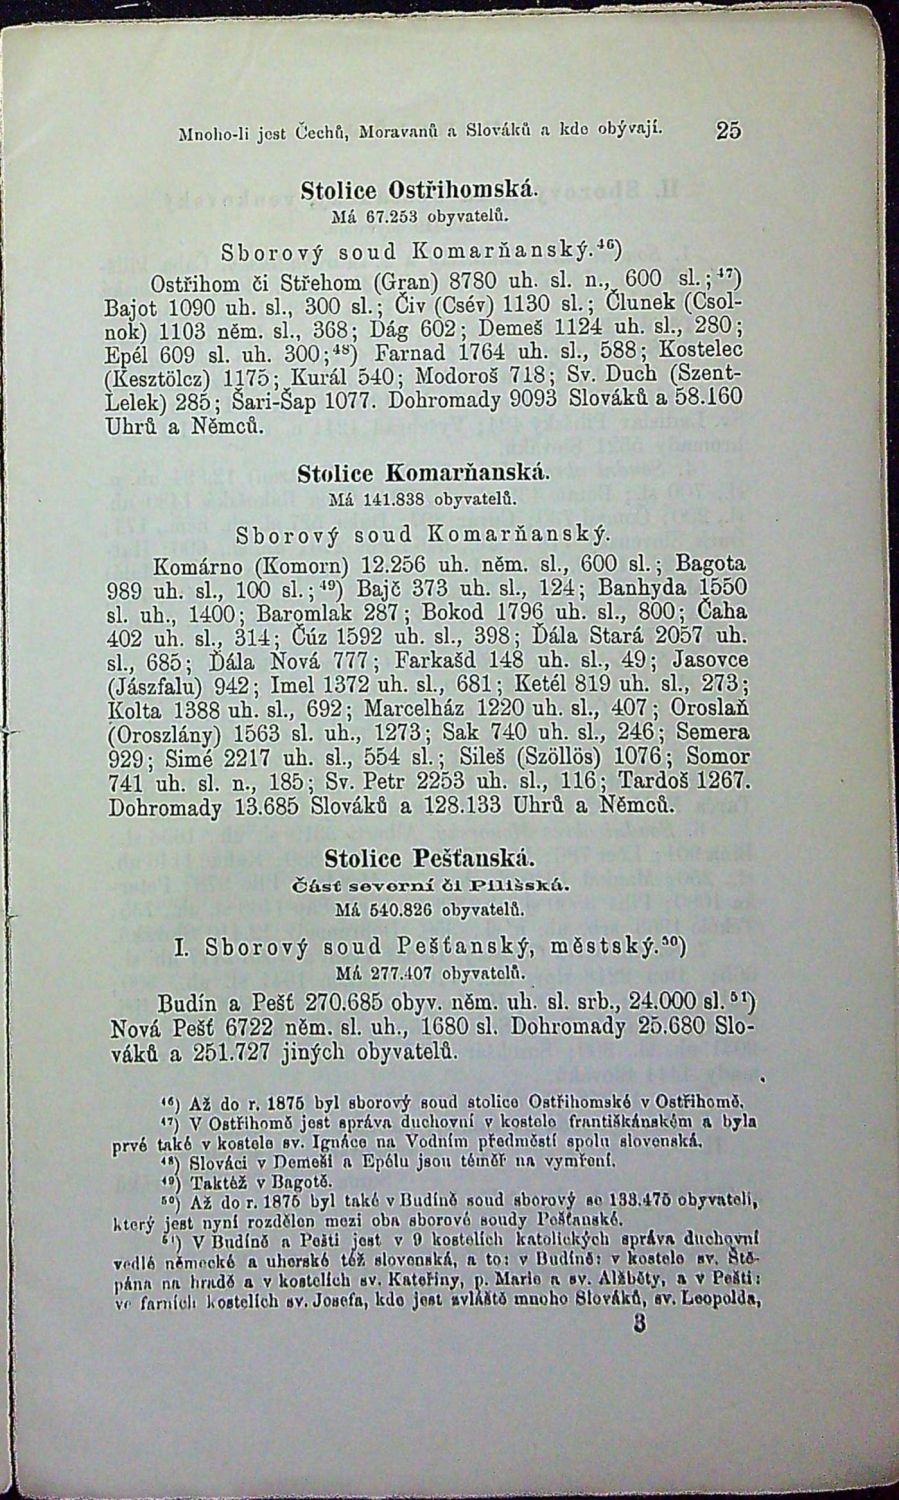 Mnoho-li jest Čechů, Moravanů a Slováků a kde obývají. 25
Stolice Ostřihomská.
Má 67.253 obyvatelů.
Sborový soud Komarňanský.⁴⁶)
Ostřihom či Střehom (Gran) 8780 uh. sl. n., 600 sl.;⁴⁷)
Bajot 1090 uh. sl., 300 sl.; Čiv (Csév) 1130 sl.; Člunek (Csol-
nok) 1103 něm. sl., 368; Dág 602; Demeš 1124 uh. sl., 280;
Epél 609 sl. uh. 300;⁴⁸) Farnad 1764 uh. sl., 588; Kostelec
(Kesztölcz) 1175; Kurál 540; Modoroš 718; Sv. Duch (Szent-
Lelek) 285; Šari-Šap 1077. Dohromady 9093 Slováků a 58.160
Uhrů a Němců.
Stolice Komarňanská.
Má 141.838 obyvatelů.
Sborový soud Komarňanský.
Komárno (Komorn) 12.256 uh. něm. sl., 600 sl.; Bagota
989 uh. sl., 100 sl.;⁴⁹) Bajč 373 uh. sl., 124; Banhyda 1550
sl. uh., 1400; Baromlak 287; Bokod 1796 uh. sl., 800; Čaha
402 uh. sl., 314; Čúz 1592 uh. sl., 398; Ďála Stará 2057 uh.
sl., 685; Ďála Nová 777; Farkašd 148 uh. sl., 49; Jasovce
(Jászfalu) 942; Imel 1372 uh. sl., 681; Ketél 819 uh. sl., 273;
Kolta 1388 uh. sl., 692; Marcelház 1220 uh. sl., 407; Oroslaň
(Oroszlány) 1563 sl. uh., 1273; Sak 740 uh. sl., 246; Semera
929; Simé 2217 uh. sl., 554 sl.; Sileš (Szöllös) 1076; Somor
741 uh. sl. n., 185; Sv. Petr 2253 uh. sl., 116; Tardoš 1267.
Dohromady 13.685 Slováků a 128.133 Uhrů a Němců.
Stolice Pešťanská.
Část severní či Pilišská.
Má 540.826 obyvatelů.
I. Sborový soud Pešťanský, městský.⁵⁰)
Má 277.407 obyvatelů.
Budín a Pešť 270.685 obyv. něm. uh. sl. srb., 24.000 sl.⁵¹)
Nová Pešť 6722 něm. sl. uh., 1680 sl. Dohromady 25.680 Slo-
váků a 251.727 jiných obyvatelů.
⁴⁶) Až do r. 1875 byl sborový soud stolice Ostřihomské v Ostřihomě.
⁴⁷) V Ostřihomě jest správa duchovní v kostele františkánském a byla
prvé také v kostele sv. Ignáce na Vodním předměstí spolu slovenská.
⁴⁸) Slováci v Demeši a Epélu jsou téměř na vymření.
⁴⁹) Taktéž v Bagotě.
⁵⁰) Až do r. 1875 byl také v Budíně soud sborový se 133.475 obyvateli,
který jest nyní rozdělen mezi oba sborové soudy Pešťanské.
⁵¹) V Budíně a Pešti jest v 9 kostelích katolických správa duchovní
vedlé německé a uherské též slovenská, a to: v Budíně: v kostele sv. Ště-
pána na hradě a v kostelích sv. Kateřiny, p. Marie a sv. Alžběty, a v Pešti:
ve farních kostelích sv. Josefa, kde jest zvláště mnoho Slováků, sv. Leopolda,
3